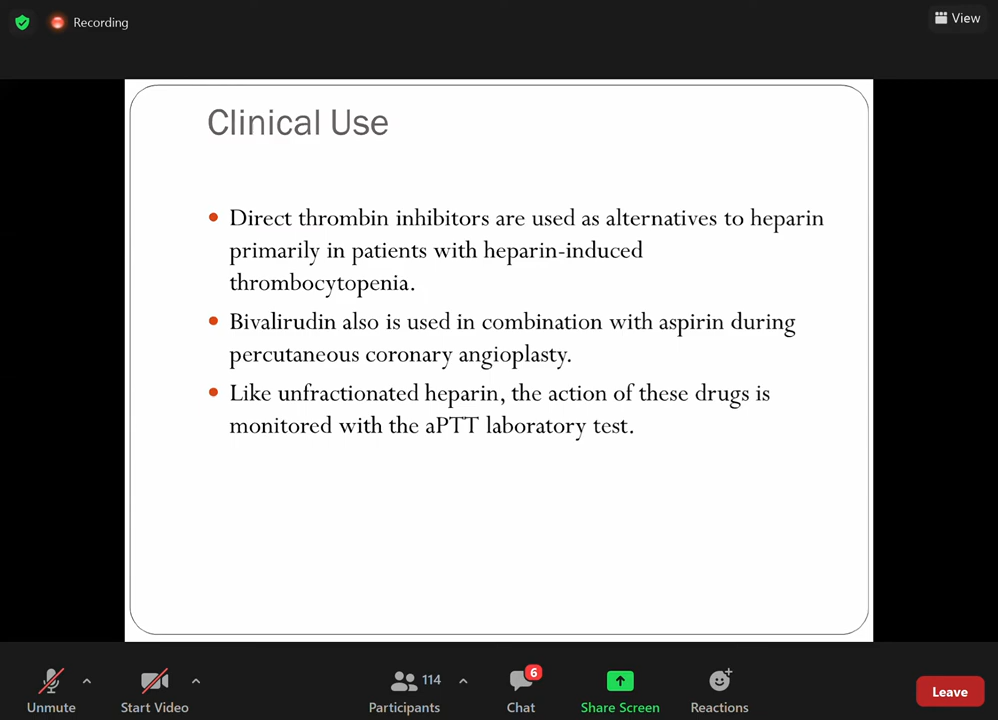 Recording
View
Clinical Use
Direct thrombin inhibitors are used as alternatives to heparin
primarily in patients with heparin-induced
thrombocytopenia.
Bivalirudin also is used in combination with aspirin during
percutaneous coronary angioplasty.
Like unfractionated heparin, the action of these drugs is
monitored with the aPTT laboratory test.
114
6
Unmute
Start Video
Participants
Chat
Share Screen
Reactions
Leave